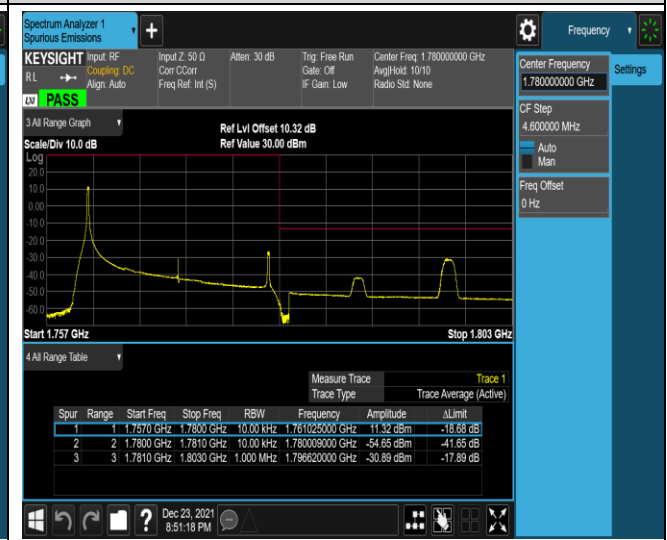 Spectrum Analyzer 1
Spurious Emissions
+
Frequency
KEYSIGHT Input: RF Input Z: 50 Ω Atten: 30 dB Trig: Free Run Center Freq: 1.780000000 GHz
RL Coupling: DC Corr CCorr Gate: Off Avg|Hold: 10/10
Align: Auto Freq Ref: Int (S) IF Gain: Low Radio Std: None
LXI PASS
Center Frequency
1.780000000 GHz
Settings
CF Step
4.600000 MHz
Auto
Man
Freq Offset
0 Hz
3 All Range Graph
Ref Lvl Offset 10.32 dB
Scale/Div 10.0 dB Ref Value 30.00 dBm
Log
20.0
10.0
0.00
-10.0
-20.0
-30.0
-40.0
-50.0
-60.0
Start 1.757 GHz Stop 1.803 GHz
4 All Range Table
Measure Trace Trace 1
Trace Type Trace Average (Active)
Spur Range Start Freq Stop Freq RBW Frequency Amplitude ΔLimit
1 1 1.7570 GHz 1.7800 GHz 10.00 kHz 1.761025000 GHz 11.32 dBm -18.68 dB
2 2 1.7800 GHz 1.7810 GHz 10.00 kHz 1.780009000 GHz -54.65 dBm -41.65 dB
3 3 1.7810 GHz 1.8030 GHz 1.000 MHz 1.796620000 GHz -30.89 dBm -17.89 dB
?
Dec 23, 2021
8:51:18 PM